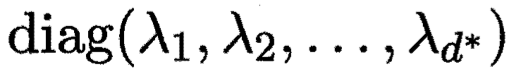 diag(λ₁, λ₂, . . . , λ_{d*})